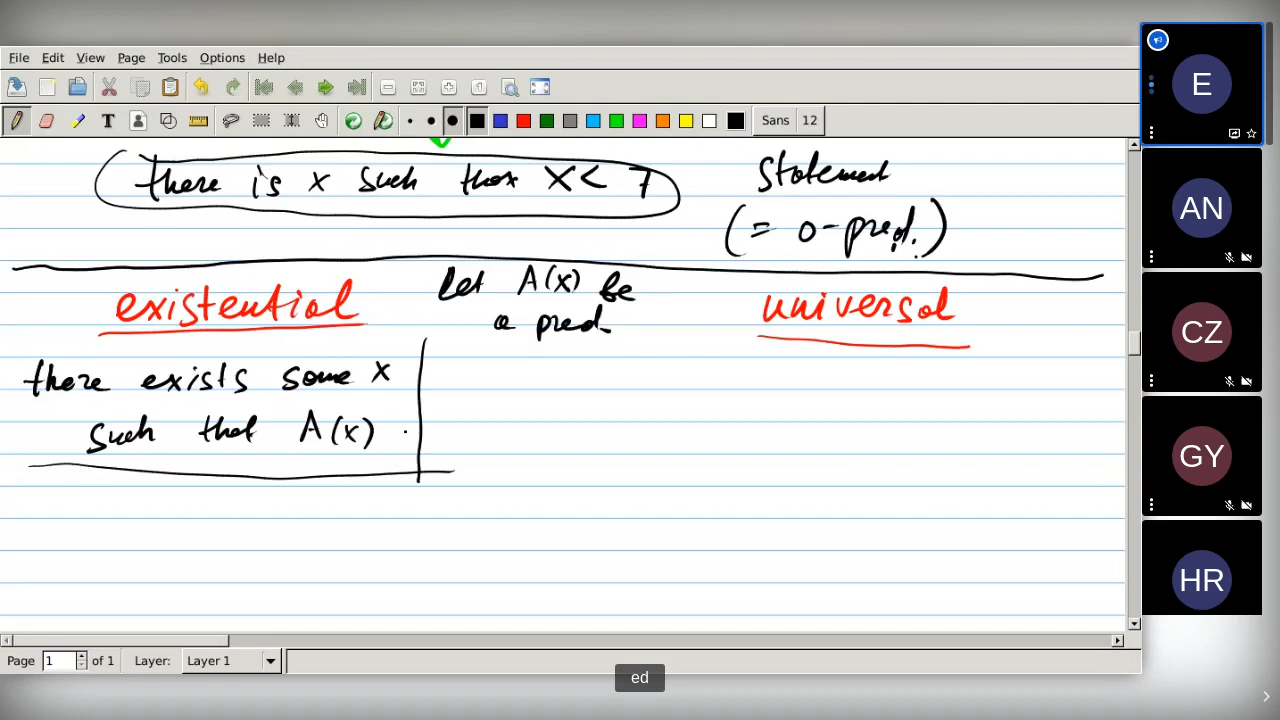 File Edit View Page Tools Options Help
Sans 12
there is x such that x < 7
statement
(= 0-pred.)
existential
Let A(x) be
a pred.
universal
there exists some x
such that A(x).
Page 1 of 1 Layer: Layer 1
ed
E
AN
CZ
GY
HR